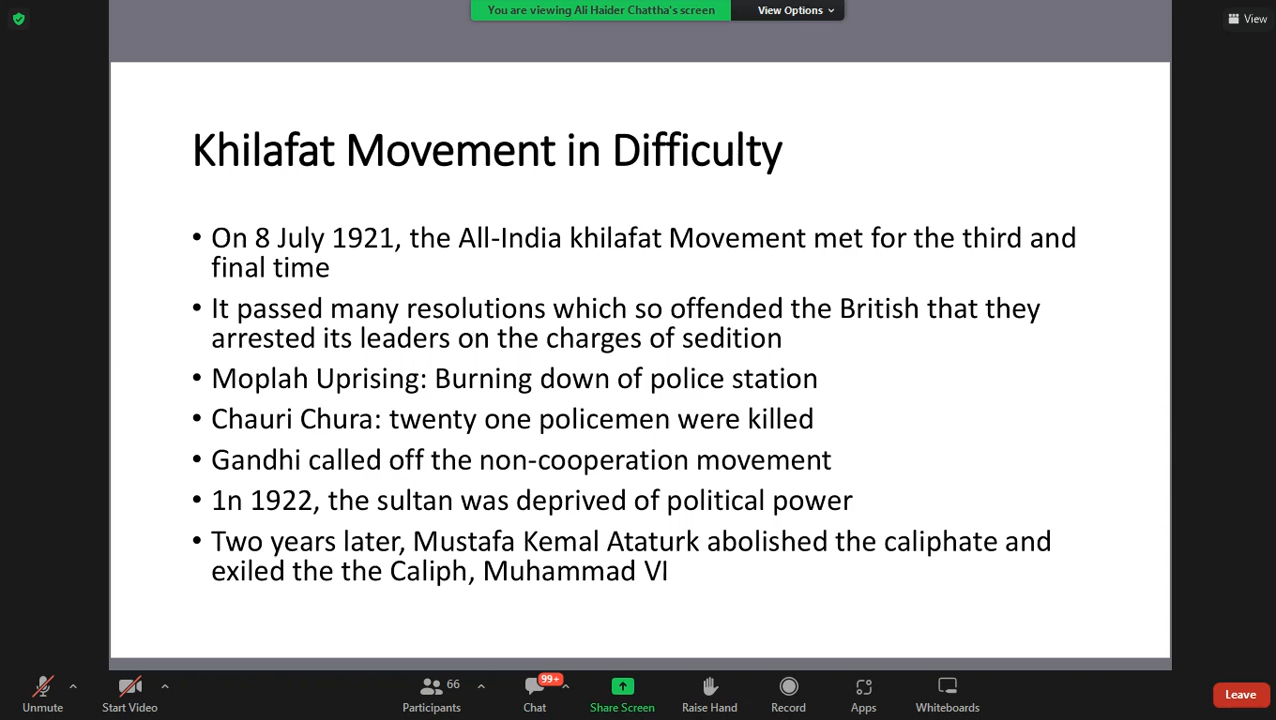 You are viewing Ali Haider Chattha's screen
View Options
View
Khilafat Movement in Difficulty
• On 8 July 1921, the All-India khilafat Movement met for the third and
final time
• It passed many resolutions which so offended the British that they
arrested its leaders on the charges of sedition
• Moplah Uprising: Burning down of police station
• Chauri Chura: twenty one policemen were killed
• Gandhi called off the non-cooperation movement
• 1n 1922, the sultan was deprived of political power
• Two years later, Mustafa Kemal Ataturk abolished the caliphate and
exiled the the Caliph, Muhammad VI
Unmute
Start Video
66
Participants
99+
Chat
Share Screen
Raise Hand
Record
Apps
Whiteboards
Leave